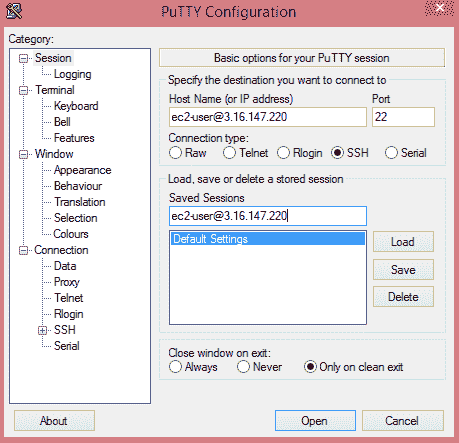 PuTTY Configuration
Category:
Session
Logging
Terminal
Keyboard
Bell
Features
Window
Appearance
Behaviour
Translation
Selection
Colours
Connection
Data
Proxy
Telnet
Rlogin
SSH
Serial
Basic options for your PuTTY session
Specify the destination you want to connect to
Host Name (or IP address) Port
ec2-user@3.16.147.220 22
Connection type:
Raw Telnet Rlogin SSH Serial
Load, save or delete a stored session
Saved Sessions
ec2-user@3.16.147.220
Default Settings
Load
Save
Delete
Close window on exit:
Always Never Only on clean exit
About Open Cancel